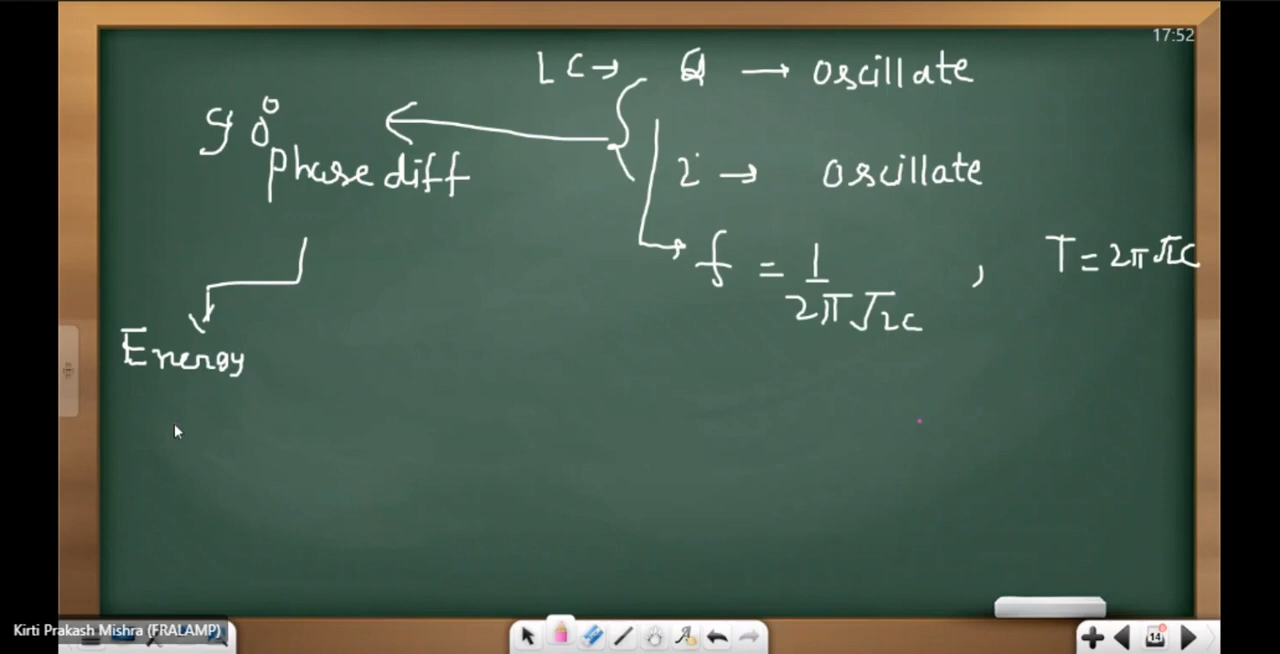 17:52
LC→ Q → oscillate
90° phase diff
i → oscillate
f = 1 / 2π √LC , T = 2π √LC
Energy
Kirti Prakash Mishra (FRALAMP)
14